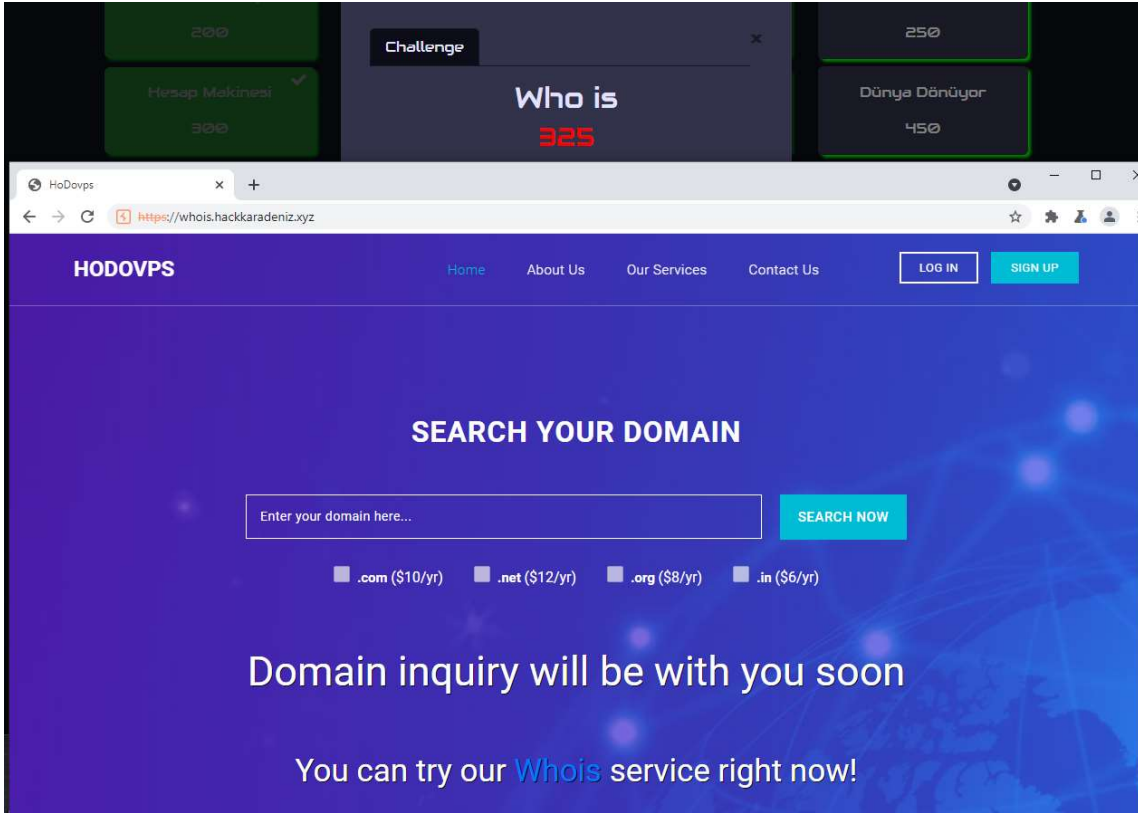 200
250
Challenge
Hesap Makinesi
300
Who is
325
Dünya Dönüyor
450
HoDovps
https://whois.hackkaradeniz.xyz
HODOVPS
Home About Us Our Services Contact Us LOG IN SIGN UP
SEARCH YOUR DOMAIN
Enter your domain here... SEARCH NOW
.com ($10/yr) .net ($12/yr) .org ($8/yr) .in ($6/yr)
Domain inquiry will be with you soon
You can try our Whois service right now!